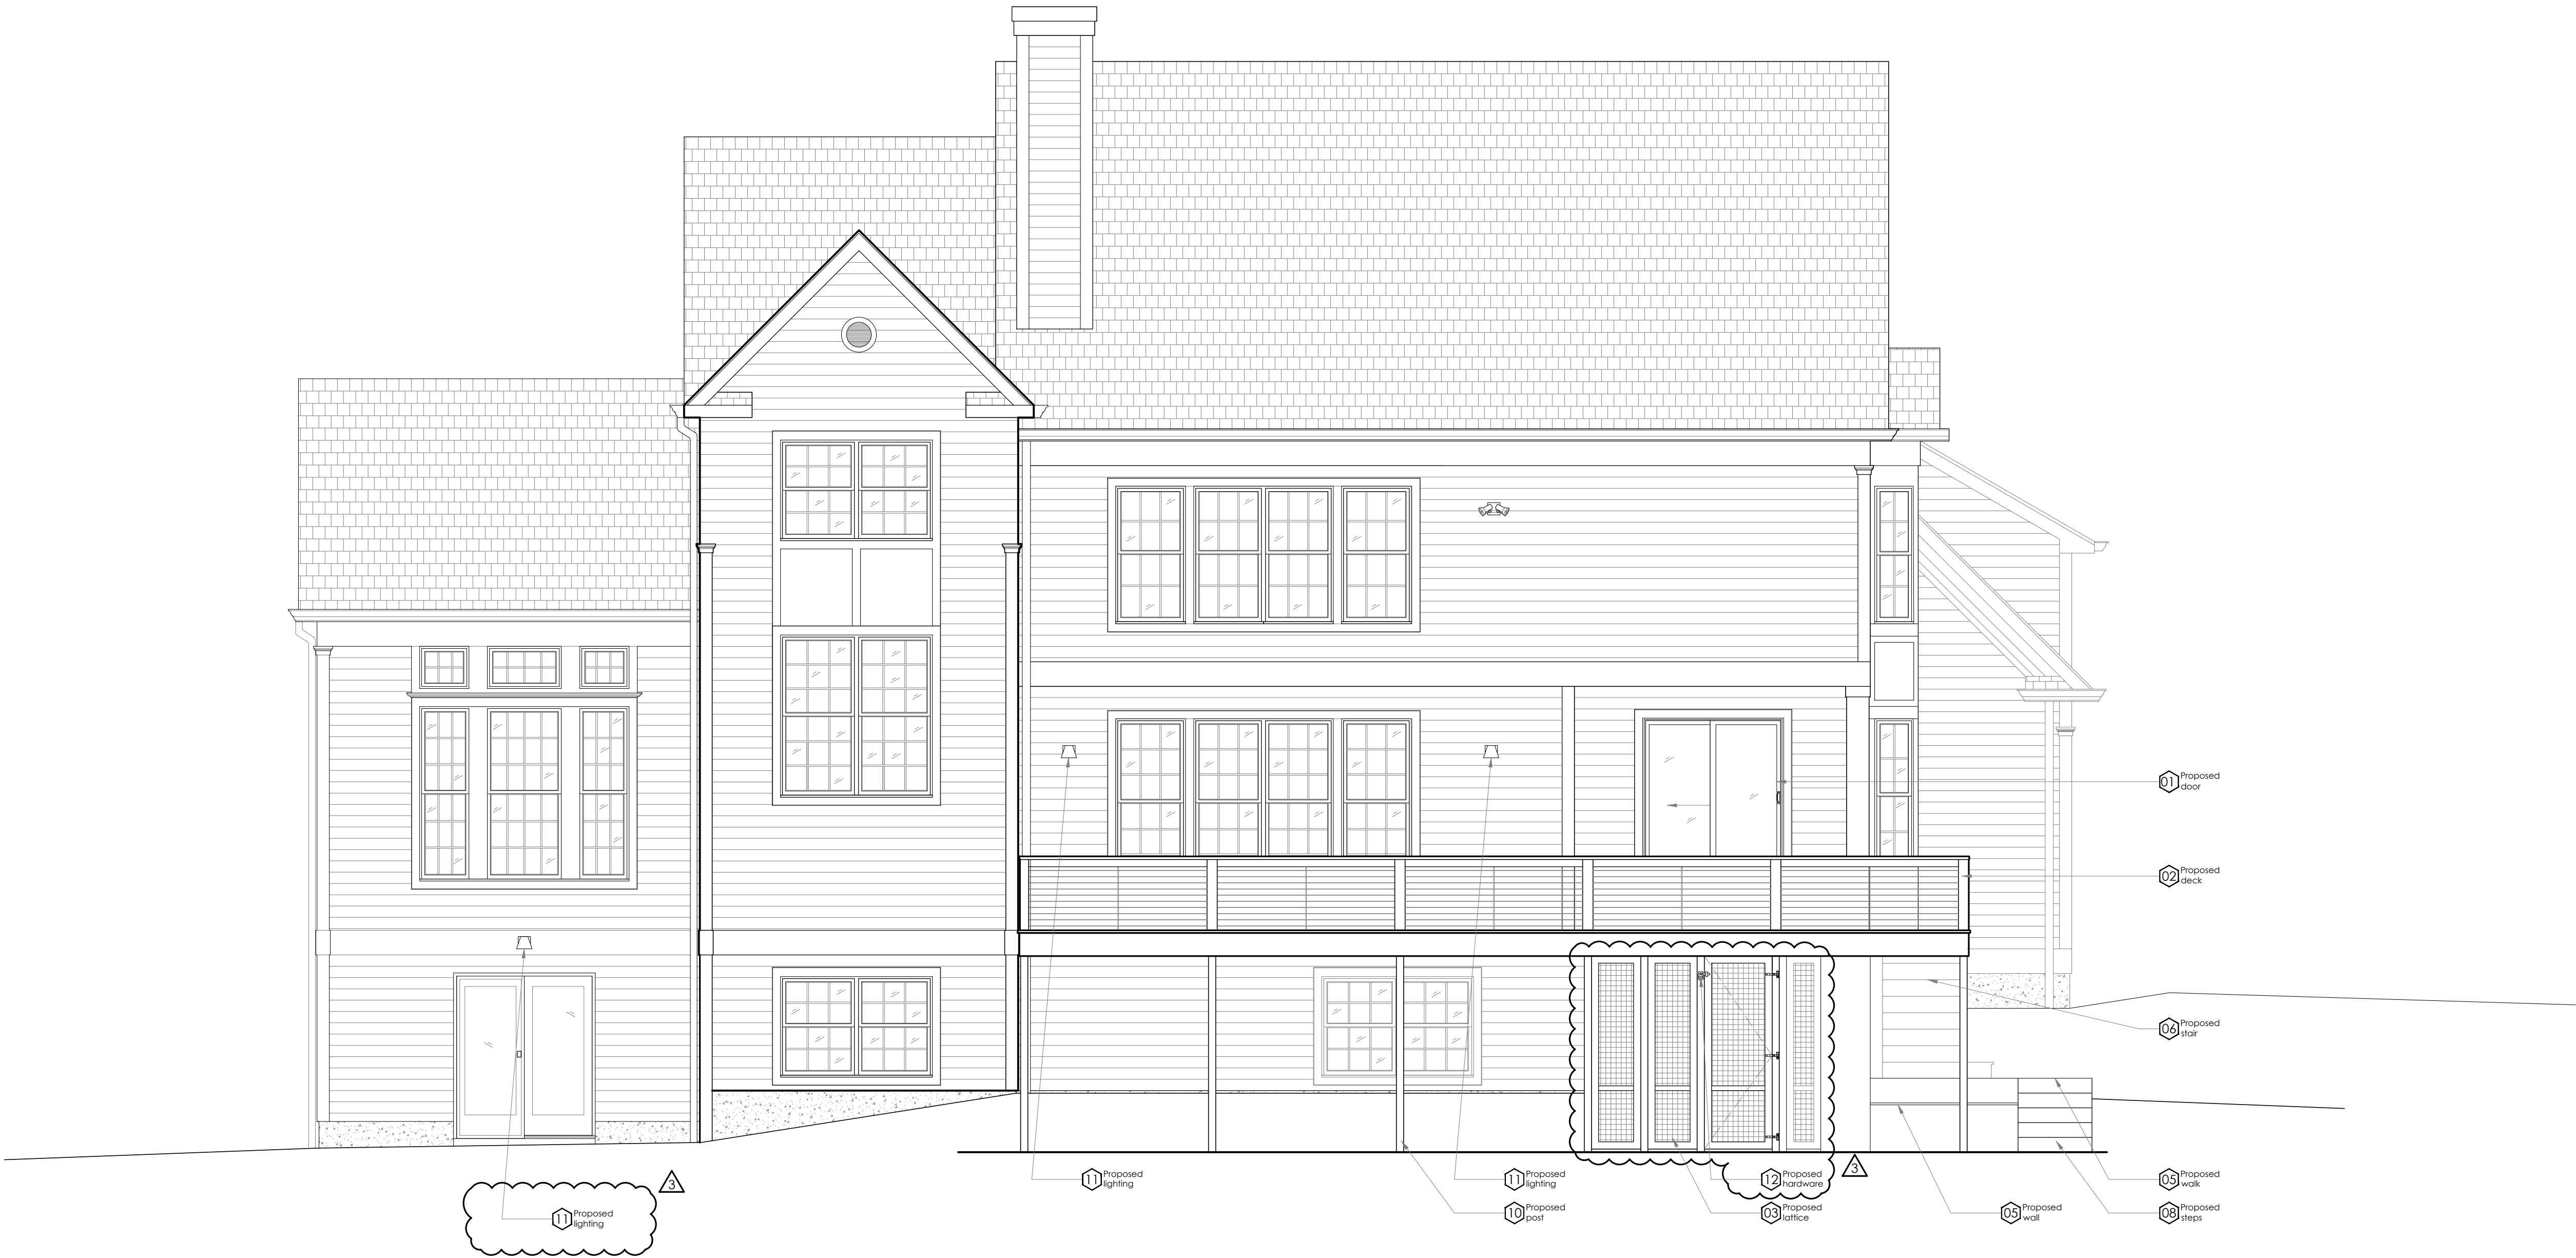 01 Proposed
door
02 Proposed
deck
06 Proposed
stair
3
3
11 Proposed
lighting
11 Proposed
lighting
12 Proposed
hardware
05 Proposed
walk
11 Proposed
lighting
10 Proposed
post
03 Proposed
lattice
05 Proposed
wall
08 Proposed
steps